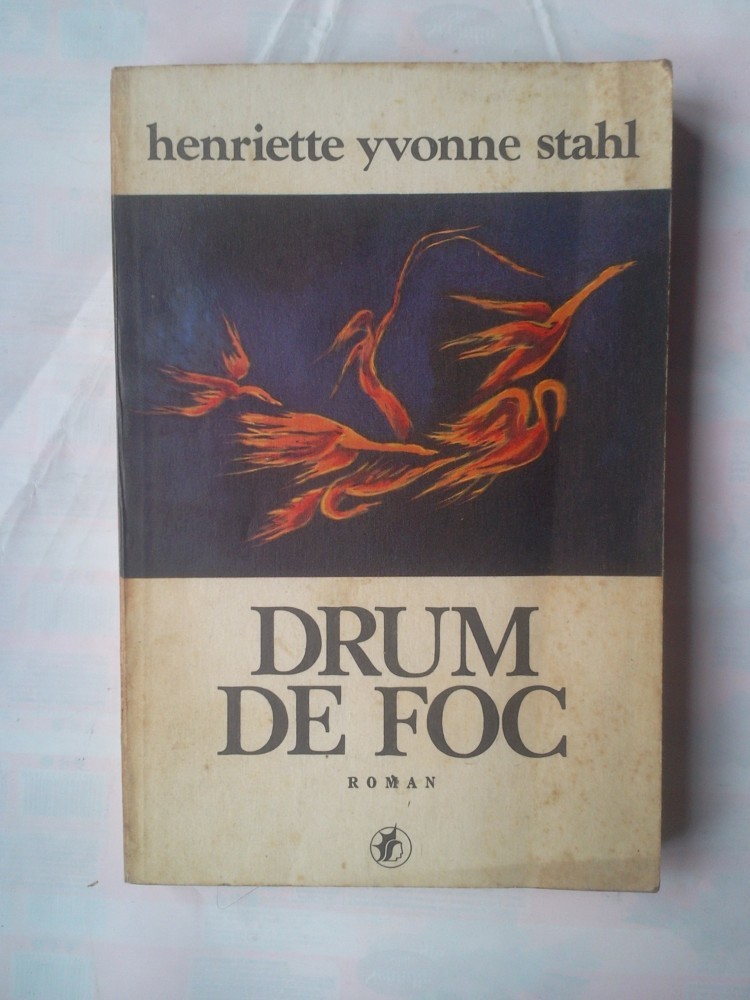 henriette yvonne stahl
DRUM
DE FOC
ROMAN